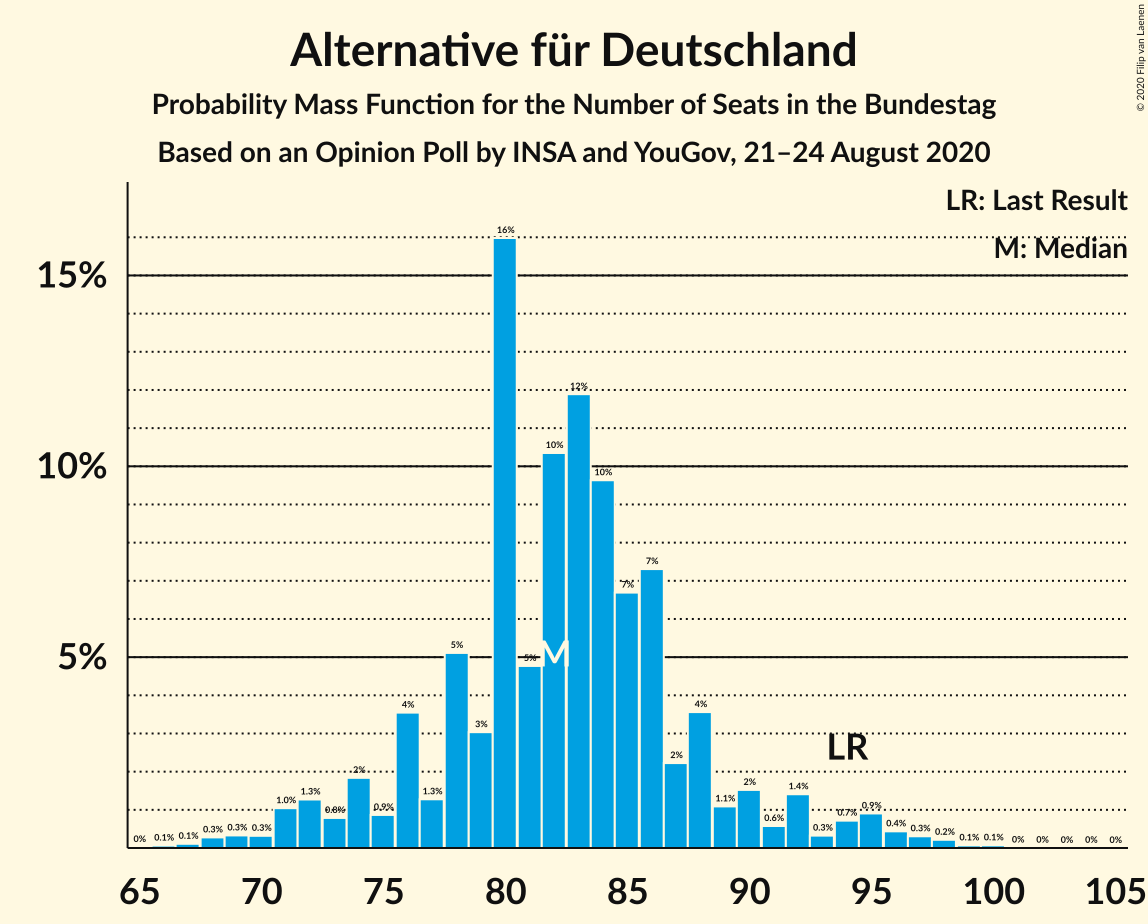 Alternative für Deutschland
Probability Mass Function for the Number of Seats in the Bundestag
Based on an Opinion Poll by INSA and YouGov, 21–24 August 2020
© 2020 Filip van Laenen
LR: Last Result
M: Median
15%
10%
5%
0% 0.1% 0.1% 0.3% 0.3% 0.3% 1.0% 1.3% 0.8% 2% 0.9% 4% 1.3% 5% 3% 16% 5% 10% 12% 10% 7% 7% 2% 4% 1.1% 2% 0.6% 1.4% 0.3% 0.7% 0.9% 0.4% 0.3% 0.2% 0.1% 0.1% 0% 0% 0% 0% 0%
M
LR
65 70 75 80 85 90 95 100 105